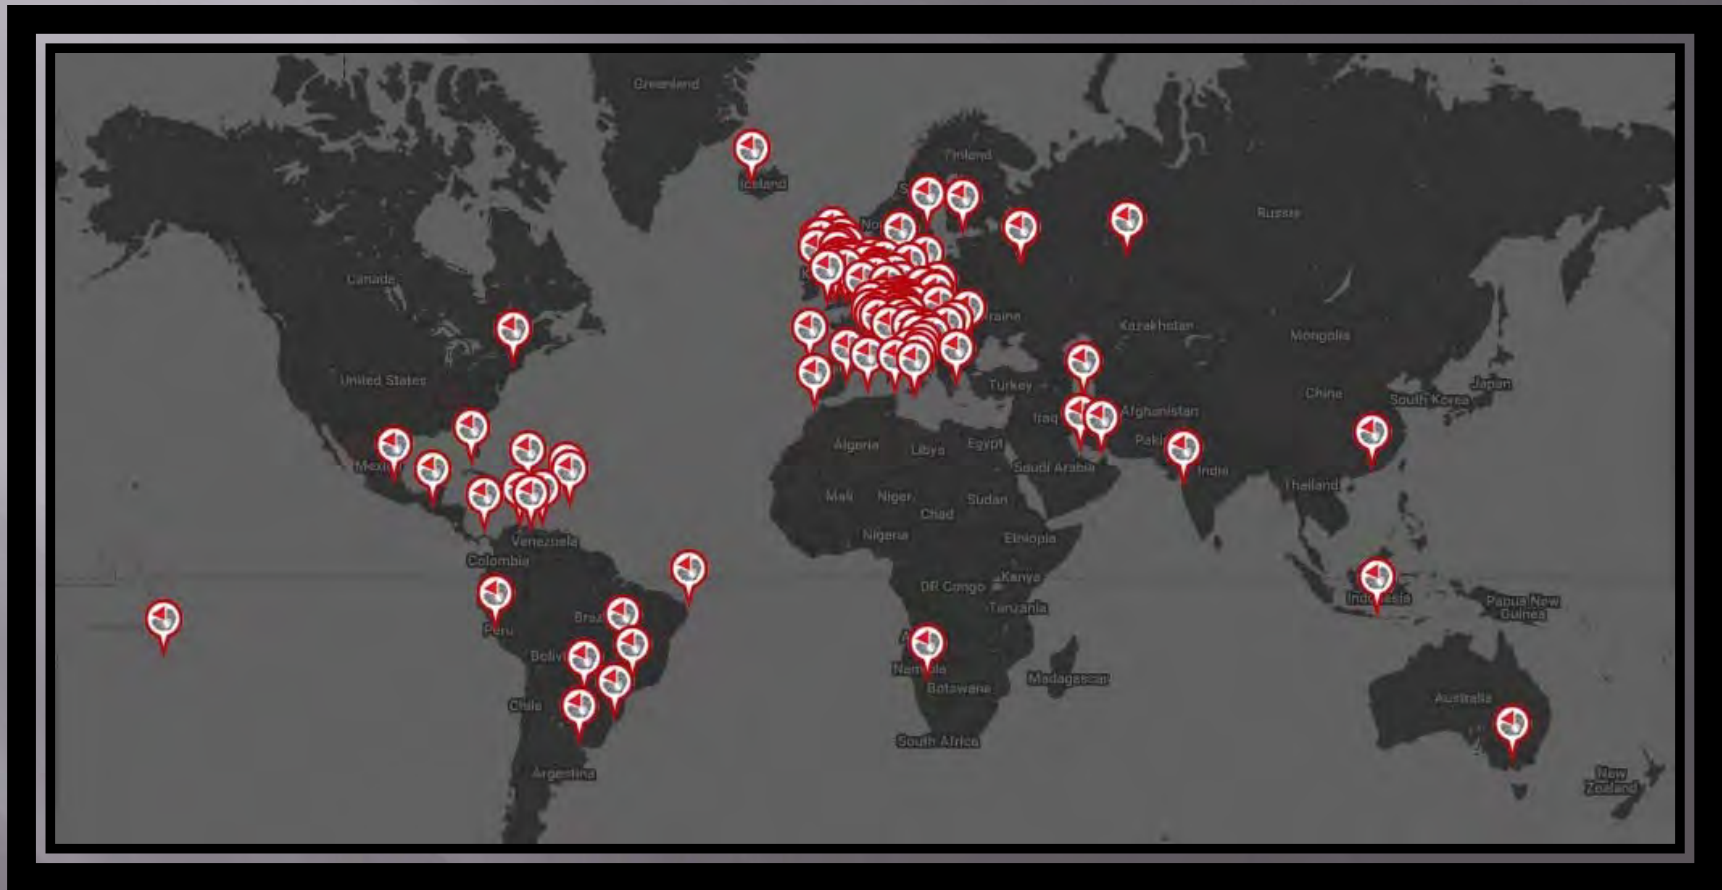 Greenland
Iceland
Finland
Russia
Canada
Kazakhstan
Mongolia
United States
Turkey
China
Japan
South Korea
Iraq
Afghanistan
Algeria
Libya
Egypt
Saudi Arabia
India
Mali
Niger
Sudan
Thailand
Chad
Nigeria
Ethiopia
Venezuela
Colombia
DR Congo
Kenya
Tanzania
Papua New
Guinea
Peru
Botswana
Madagascar
Chile
Australia
South Africa
Argentina
New
Zealand